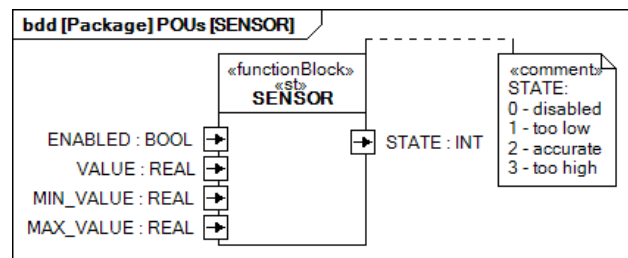 bdd [Package] POUs [SENSOR]
«functionBlock»
«st»
SENSOR
ENABLED : BOOL
VALUE : REAL
MIN_VALUE : REAL
MAX_VALUE : REAL
STATE : INT
«comment»
STATE:
0 - disabled
1 - too low
2 - accurate
3 - too high